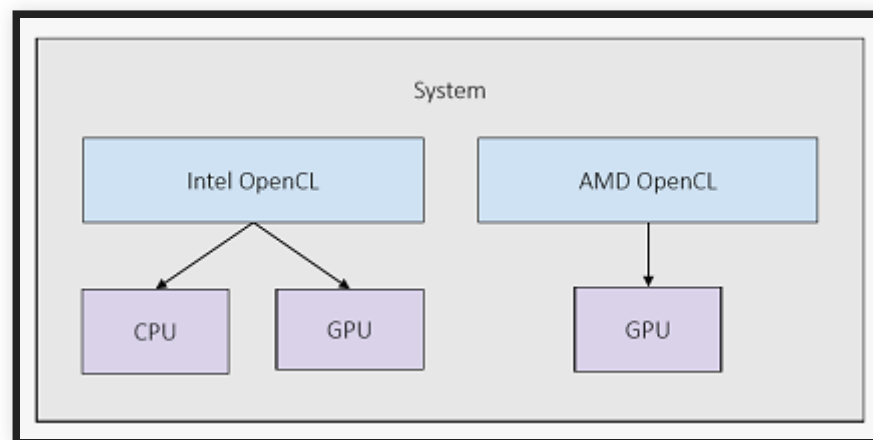 System
Intel OpenCL
AMD OpenCL
CPU
GPU
GPU